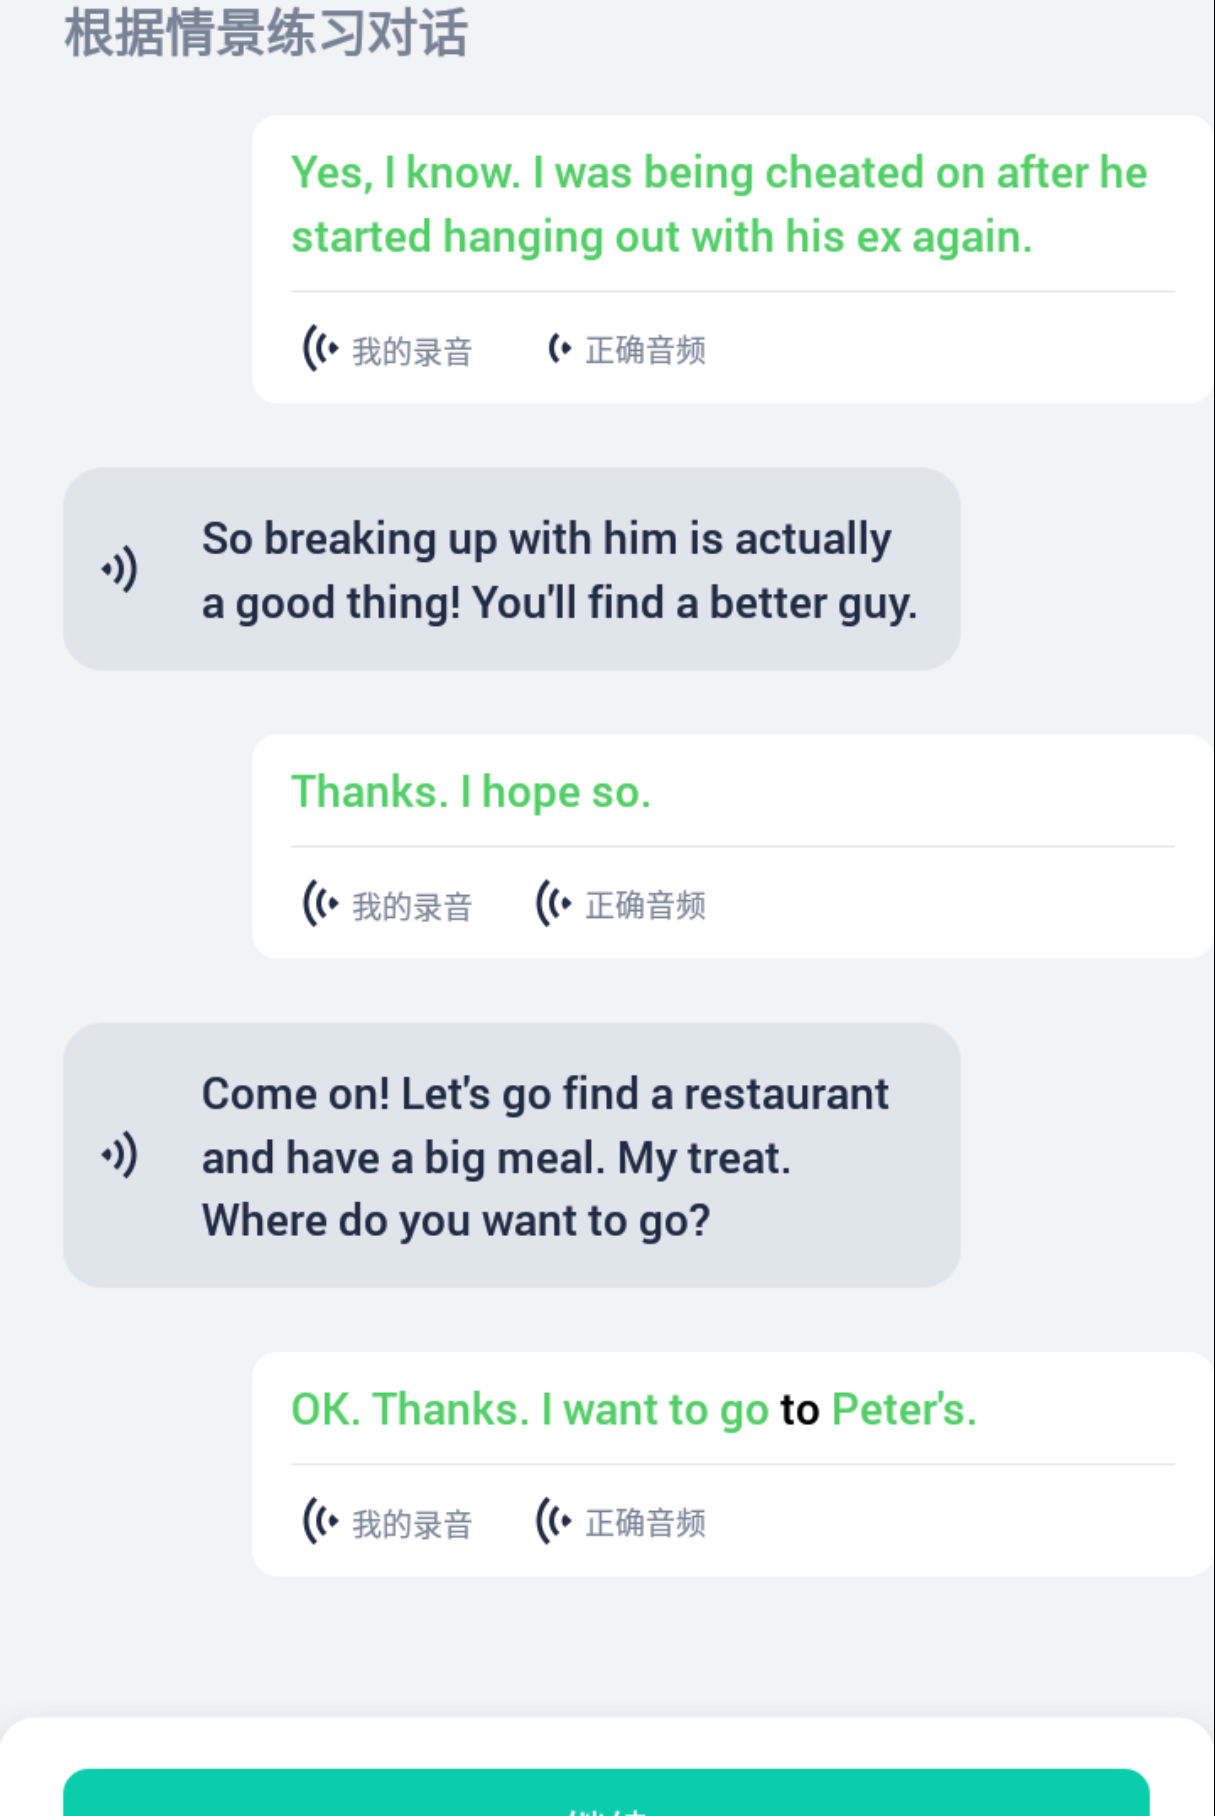 根据情景练习对话
Yes, I know. I was being cheated on after he
started hanging out with his ex again.
我的录音 正确音频
So breaking up with him is actually
a good thing! You'll find a better guy.
Thanks. I hope so.
我的录音 正确音频
Come on! Let's go find a restaurant
and have a big meal. My treat.
Where do you want to go?
OK. Thanks. I want to go to Peter's.
我的录音 正确音频